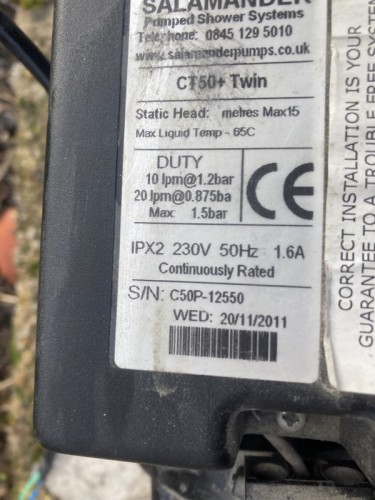 SALAMANDER
Pumped Shower Systems
Telephone: 0845 129 5010
www.salamanderpumps.co.uk
CT50+ Twin
Static Head: metres Max15
Max Liquid Temp - 65C
DUTY
10 lpm@1.2bar
20 lpm@0.875ba
Max: 1.5bar
CE
IPX2 230V 50Hz 1.6A
Continuously Rated
S/N: C50P-12550
WED: 20/11/2011
CORRECT INSTALLATION IS YOUR
GUARANTEE TO A TROUBLE FREE SYSTEM